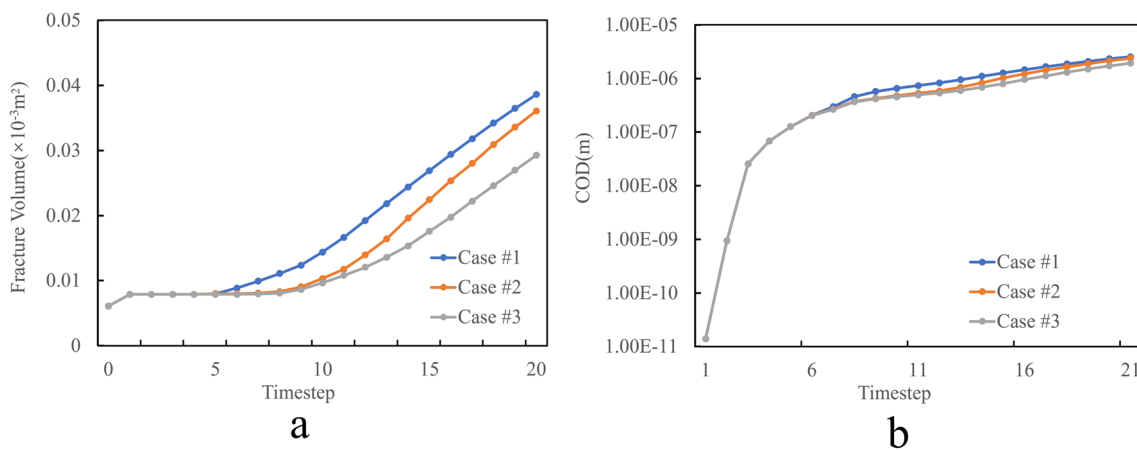 0.05
0.04
0.03
0.02
0.01
0
Fracture Volume(×10⁻³m²)
0 5 10 15 20
Timestep
Case #1
Case #2
Case #3
a
1.00E-05
1.00E-06
1.00E-07
1.00E-08
1.00E-09
1.00E-10
1.00E-11
COD(m)
1 6 11 16 21
Timestep
Case #1
Case #2
Case #3
b